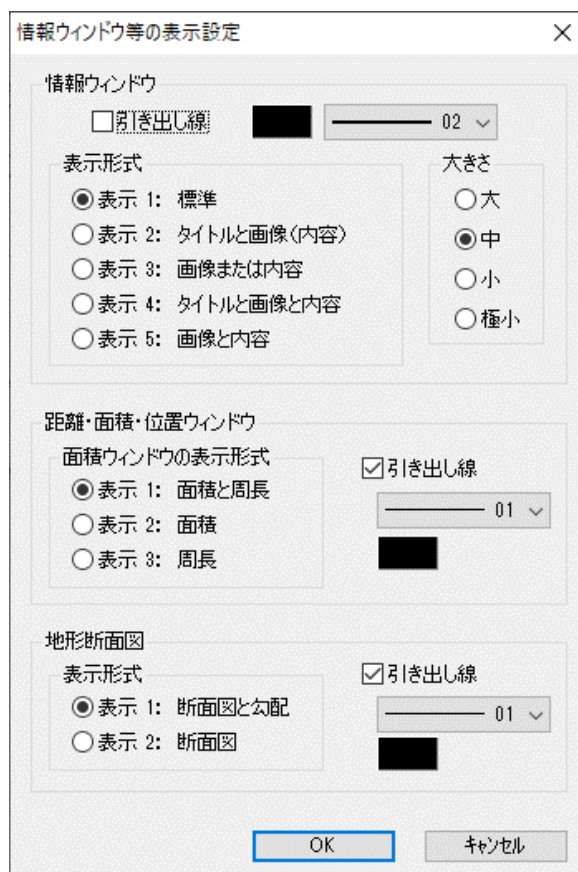 情報ウィンドウ等の表示設定
情報ウィンドウ
引き出し線
02
表示形式
表示 1: 標準
表示 2: タイトルと画像(内容)
表示 3: 画像または内容
表示 4: タイトルと画像と内容
表示 5: 画像と内容
大きさ
大
中
小
極小
距離・面積・位置ウィンドウ
面積ウィンドウの表示形式
表示 1: 面積と周長
表示 2: 面積
表示 3: 周長
引き出し線
01
地形断面図
表示形式
表示 1: 断面図と勾配
表示 2: 断面図
引き出し線
01
OK
キャンセル